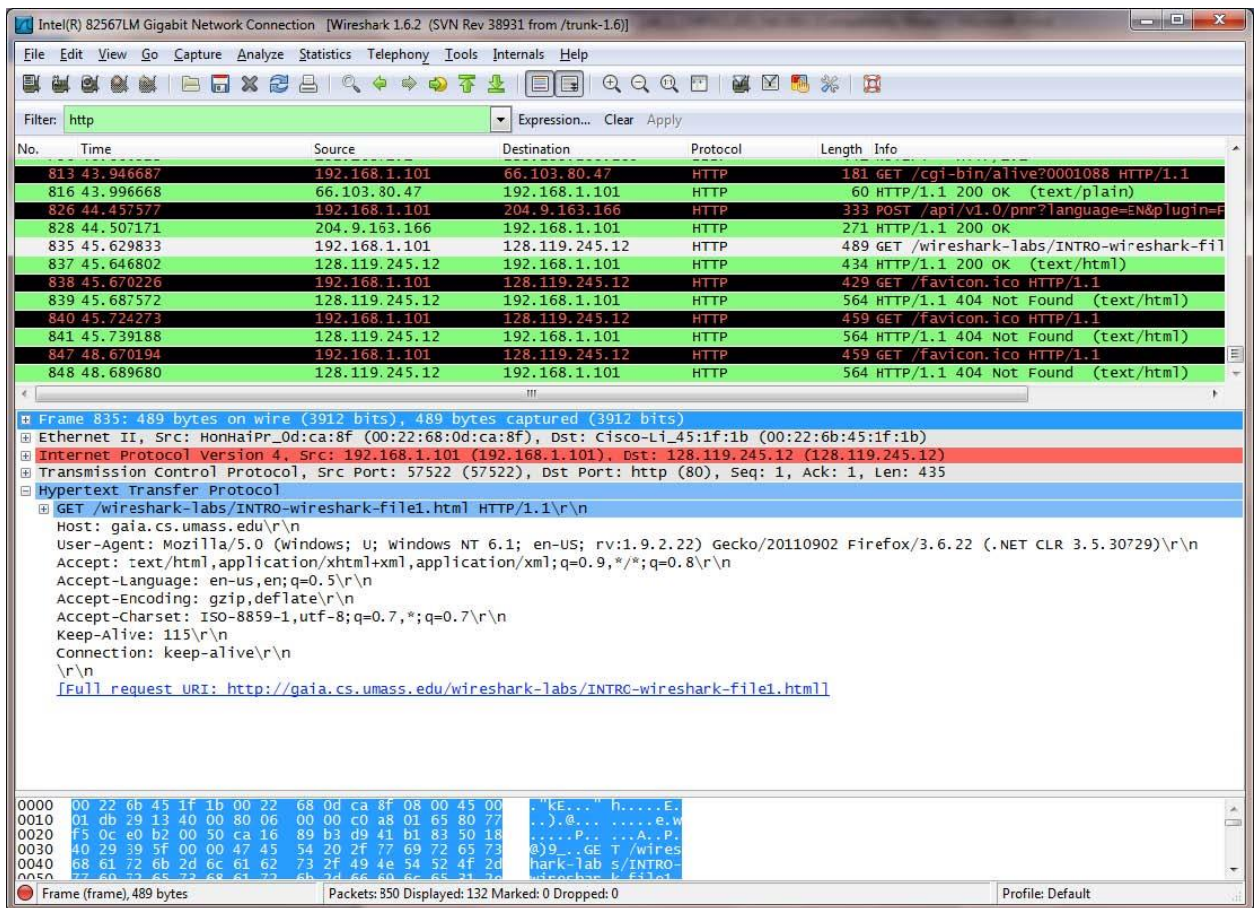 Intel(R) 82567LM Gigabit Network Connection [Wireshark 1.6.2 (SVN Rev 38931 from /trunk-1.6)]
File Edit View Go Capture Analyze Statistics Telephony Tools Internals Help
Filter: http Expression... Clear Apply
No. Time Source Destination Protocol Length Info
813 43.946687 192.168.1.101 66.103.80.47 HTTP 181 GET /cgi-bin/alive?0001088 HTTP/1.1
816 43.996668 66.103.80.47 192.168.1.101 HTTP 60 HTTP/1.1 200 OK (text/plain)
826 44.457577 192.168.1.101 204.9.163.166 HTTP 333 POST /api/v1.0/pnr?language=EN&plugin=F
828 44.507171 204.9.163.166 192.168.1.101 HTTP 271 HTTP/1.1 200 OK
835 45.629833 192.168.1.101 128.119.245.12 HTTP 489 GET /wireshark-labs/INTRO-wireshark-fil
837 45.646802 128.119.245.12 192.168.1.101 HTTP 434 HTTP/1.1 200 OK (text/html)
838 45.670226 192.168.1.101 128.119.245.12 HTTP 429 GET /favicon.ico HTTP/1.1
839 45.687572 128.119.245.12 192.168.1.101 HTTP 564 HTTP/1.1 404 Not Found (text/html)
840 45.724273 192.168.1.101 128.119.245.12 HTTP 459 GET /favicon.ico HTTP/1.1
841 45.739188 128.119.245.12 192.168.1.101 HTTP 564 HTTP/1.1 404 Not Found (text/html)
847 48.670194 192.168.1.101 128.119.245.12 HTTP 459 GET /favicon.ico HTTP/1.1
848 48.689680 128.119.245.12 192.168.1.101 HTTP 564 HTTP/1.1 404 Not Found (text/html)
Frame 835: 489 bytes on wire (3912 bits), 489 bytes captured (3912 bits)
Ethernet II, Src: HonHaiPr_0d:ca:8f (00:22:68:0d:ca:8f), Dst: Cisco-Li_45:1f:1b (00:22:6b:45:1f:1b)
Internet Protocol Version 4, Src: 192.168.1.101 (192.168.1.101), Dst: 128.119.245.12 (128.119.245.12)
Transmission Control Protocol, Src Port: 57522 (57522), Dst Port: http (80), Seq: 1, Ack: 1, Len: 435
Hypertext Transfer Protocol
GET /wireshark-labs/INTRO-wireshark-file1.html HTTP/1.1\r\n
Host: gaia.cs.umass.edu\r\n
User-Agent: Mozilla/5.0 (Windows; U; Windows NT 6.1; en-US; rv:1.9.2.22) Gecko/20110902 Firefox/3.6.22 (.NET CLR 3.5.30729)\r\n
Accept: text/html,application/xhtml+xml,application/xml;q=0.9,*/*;q=0.8\r\n
Accept-Language: en-us,en;q=0.5\r\n
Accept-Encoding: gzip,deflate\r\n
Accept-Charset: ISO-8859-1,utf-8;q=0.7,*;q=0.7\r\n
Keep-Alive: 115\r\n
Connection: keep-alive\r\n
\r\n
[Full request URI: http://gaia.cs.umass.edu/wireshark-labs/INTRO-wireshark-file1.html]
0000 00 22 6b 45 1f 1b 00 22 68 0d ca 8f 08 00 45 00 ."kE..." h.....E.
0010 01 db 29 13 40 00 80 06 00 00 c0 a8 01 65 80 77 ..).@... .....e.w
0020 f5 0c e0 b2 00 50 ca 16 89 b3 d9 41 b1 83 50 18 .....P.. ...A..P.
0030 40 29 39 5f 00 00 47 45 54 20 2f 77 69 72 65 73 @)9_..GE T /wires
0040 68 61 72 6b 2d 6c 61 62 73 2f 49 4e 54 52 4f 2d hark-lab s/INTRO-
0050 77 69 72 65 73 68 61 72 6b 2d 66 69 6c 65 31 2e wireshar k-file1.
Frame (frame), 489 bytes Packets: 850 Displayed: 132 Marked: 0 Dropped: 0 Profile: Default